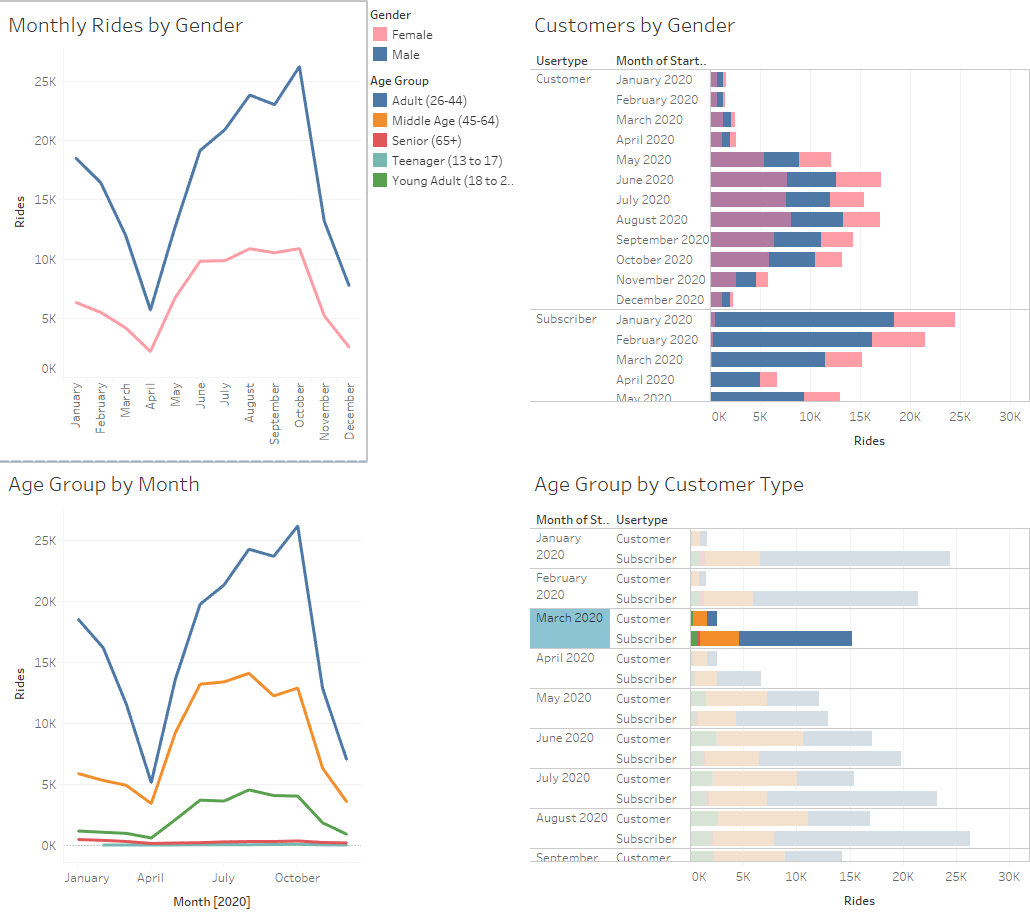 Monthly Rides by Gender
25K
20K
15K
10K
5K
0K
Rides
January
February
March
April
May
June
July
August
September
October
November
December
Gender
Female
Male
Age Group
Adult (26-44)
Middle Age (45-64)
Senior (65+)
Teenager (13 to 17)
Young Adult (18 to 2..
Customers by Gender
Usertype Month of Start..
Customer January 2020
February 2020
March 2020
April 2020
May 2020
June 2020
July 2020
August 2020
September 2020
October 2020
November 2020
December 2020
Subscriber January 2020
February 2020
March 2020
April 2020
May 2020
0K 5K 10K 15K 20K 25K 30K
Rides
Age Group by Month
25K
20K
15K
10K
5K
0K
Rides
January April July October
Month [2020]
Age Group by Customer Type
Month of St.. Usertype
January 2020 Customer
Subscriber
February 2020 Customer
Subscriber
March 2020 Customer
Subscriber
April 2020 Customer
Subscriber
May 2020 Customer
Subscriber
June 2020 Customer
Subscriber
July 2020 Customer
Subscriber
August 2020 Customer
Subscriber
September Customer
0K 5K 10K 15K 20K 25K 30K
Rides